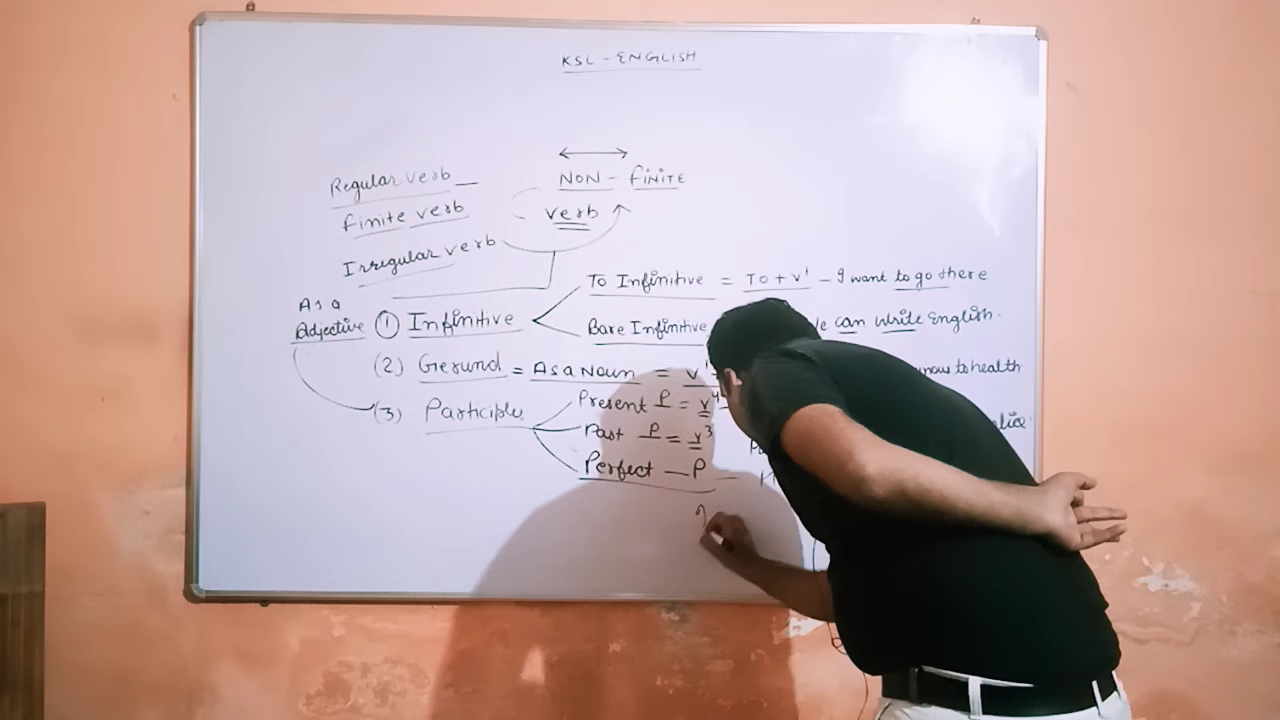 KSL - ENGLISH
Regular verb
NON - FINITE
finite verb
verb
Irregular verb
To Infinitive = TO + V¹ - I want to go there
As a
Adjective
① Infinitive
Bare Infinitive can write English.
(2) Gerund = As a Noun = V¹ to health
(3) Participle
Present P = V⁴
Past P = V³
Perfect - P -